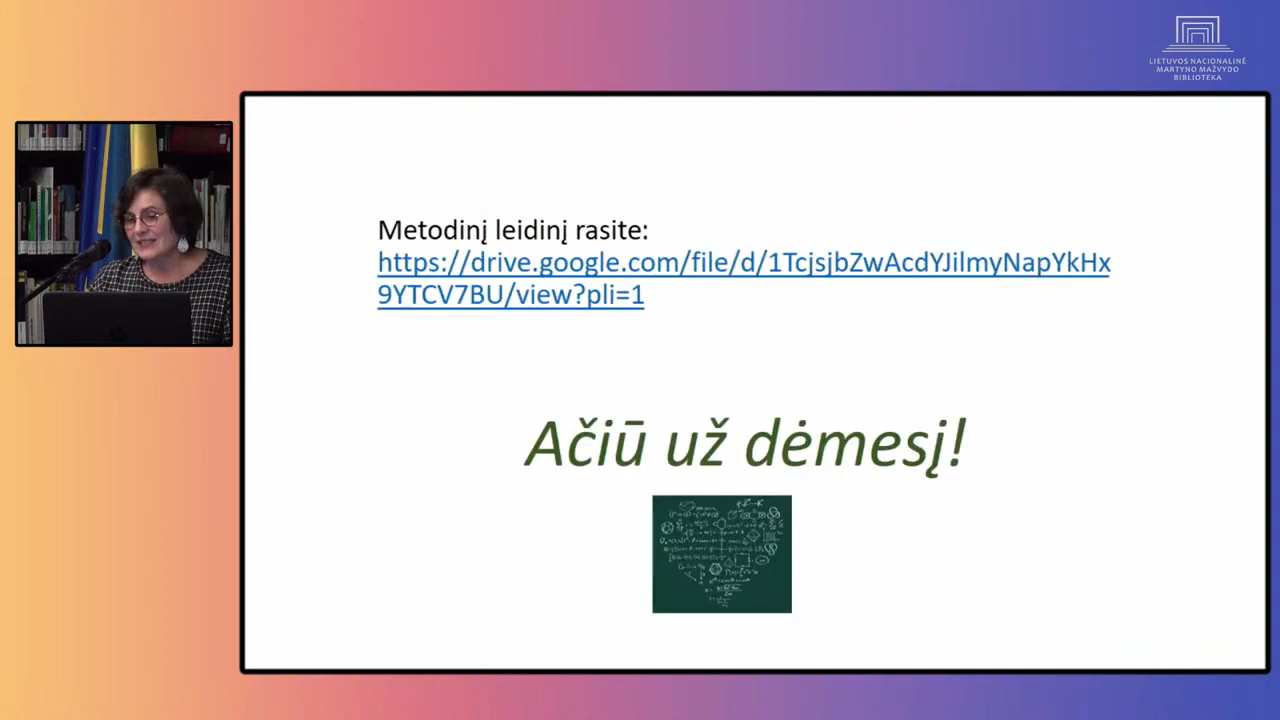 LIETUVOS NACIONALINĖ
MARTYNO MAŽVYDO
BIBLIOTEKA
Metodinį leidinį rasite:
https://drive.google.com/file/d/1TcjsjbZwAcdYJilmyNapYkHx
9YTCV7BU/view?pli=1
Ačiū už dėmesį!